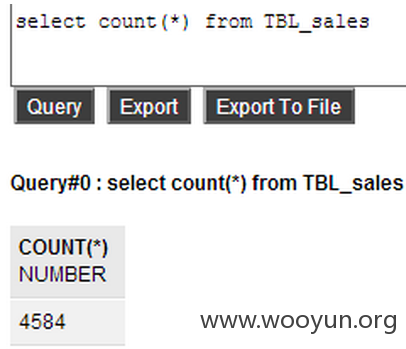 select count(*) from TBL_sales
Query Export Export To File
Query#0 : select count(*) from TBL_sales
COUNT(*)
NUMBER
4584
www.wooyun.org